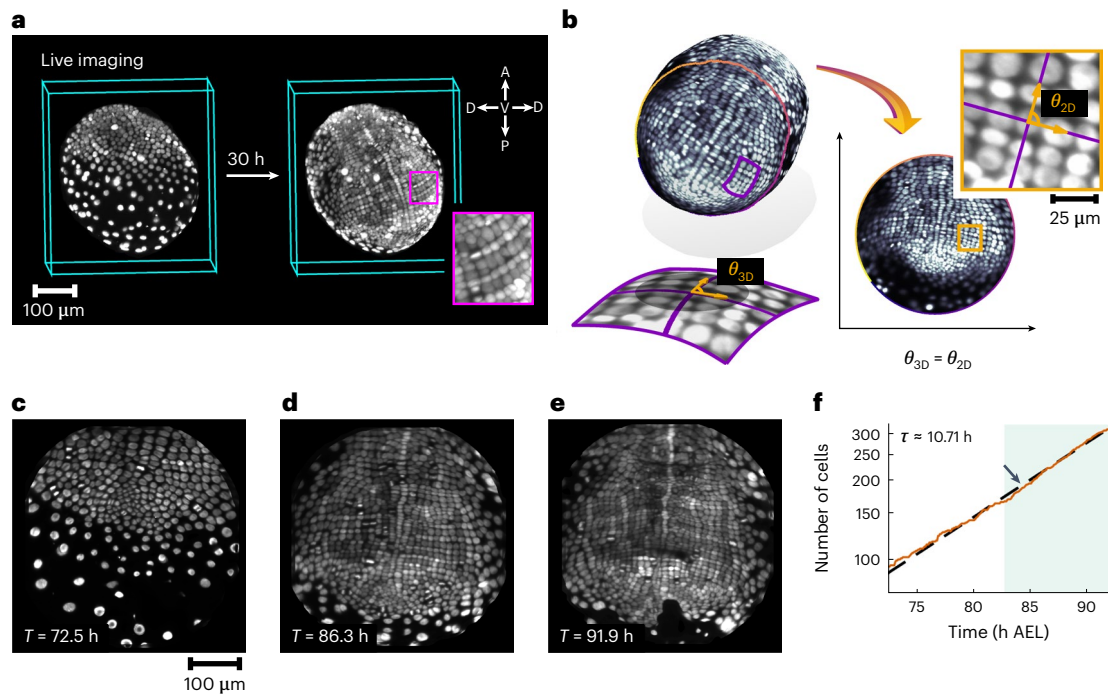 a
Live imaging
30 h
A
D V D
P
100 μm
b
θ2D
25 μm
θ3D
θ3D = θ2D
c
T = 72.5 h
100 μm
d
T = 86.3 h
e
T = 91.9 h
f
τ ≈ 10.71 h
Number of cells
300
250
200
150
100
75 80 85 90
Time (h AEL)